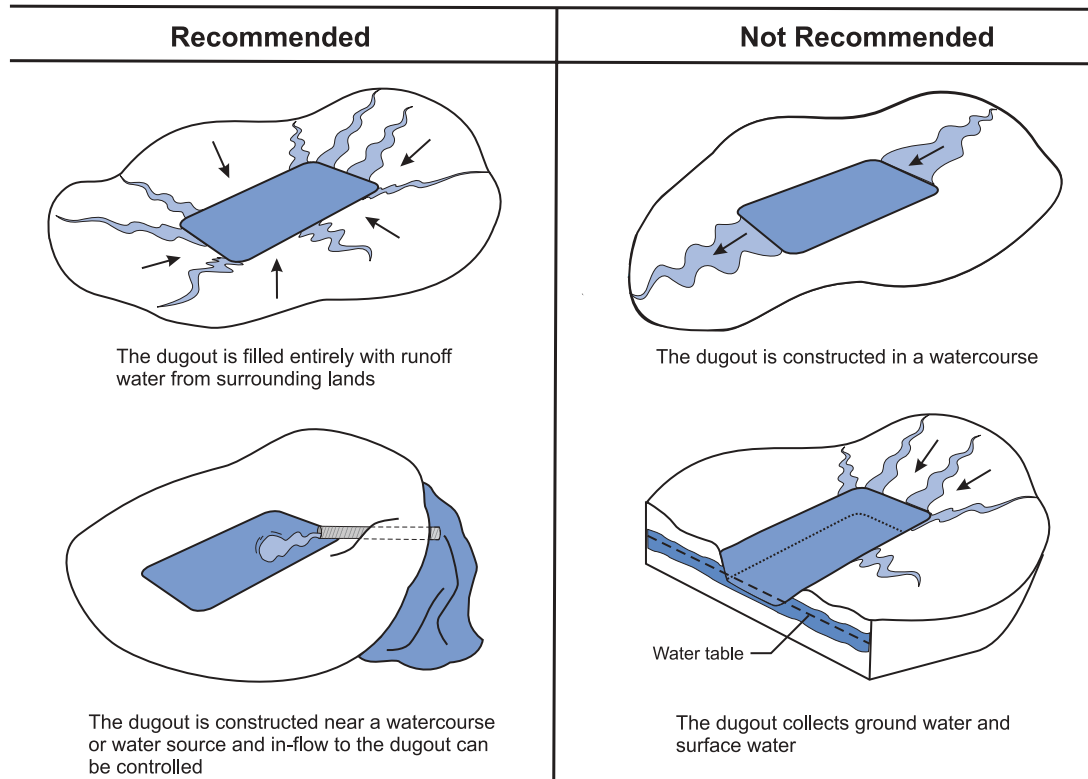 Recommended
Not Recommended
The dugout is filled entirely with runoff
water from surrounding lands
The dugout is constructed in a watercourse
The dugout is constructed near a watercourse
or water source and in-flow to the dugout can
be controlled
Water table
The dugout collects ground water and
surface water